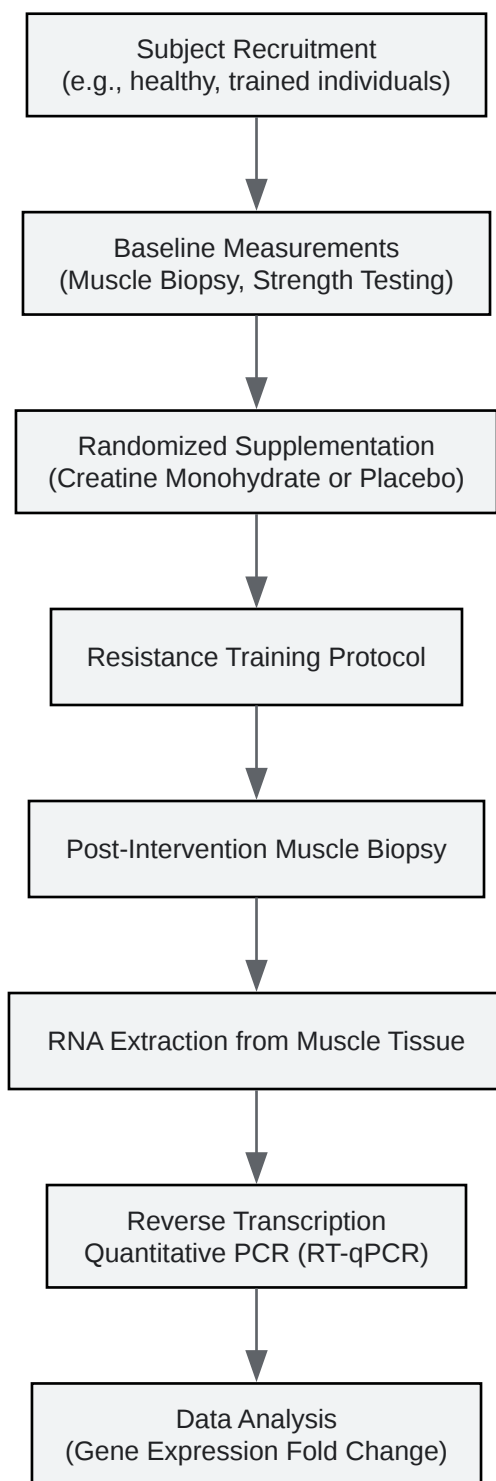 Subject Recruitment
(e.g., healthy, trained individuals)
Baseline Measurements
(Muscle Biopsy, Strength Testing)
Randomized Supplementation
(Creatine Monohydrate or Placebo)
Resistance Training Protocol
Post-Intervention Muscle Biopsy
RNA Extraction from Muscle Tissue
Reverse Transcription
Quantitative PCR (RT-qPCR)
Data Analysis
(Gene Expression Fold Change)